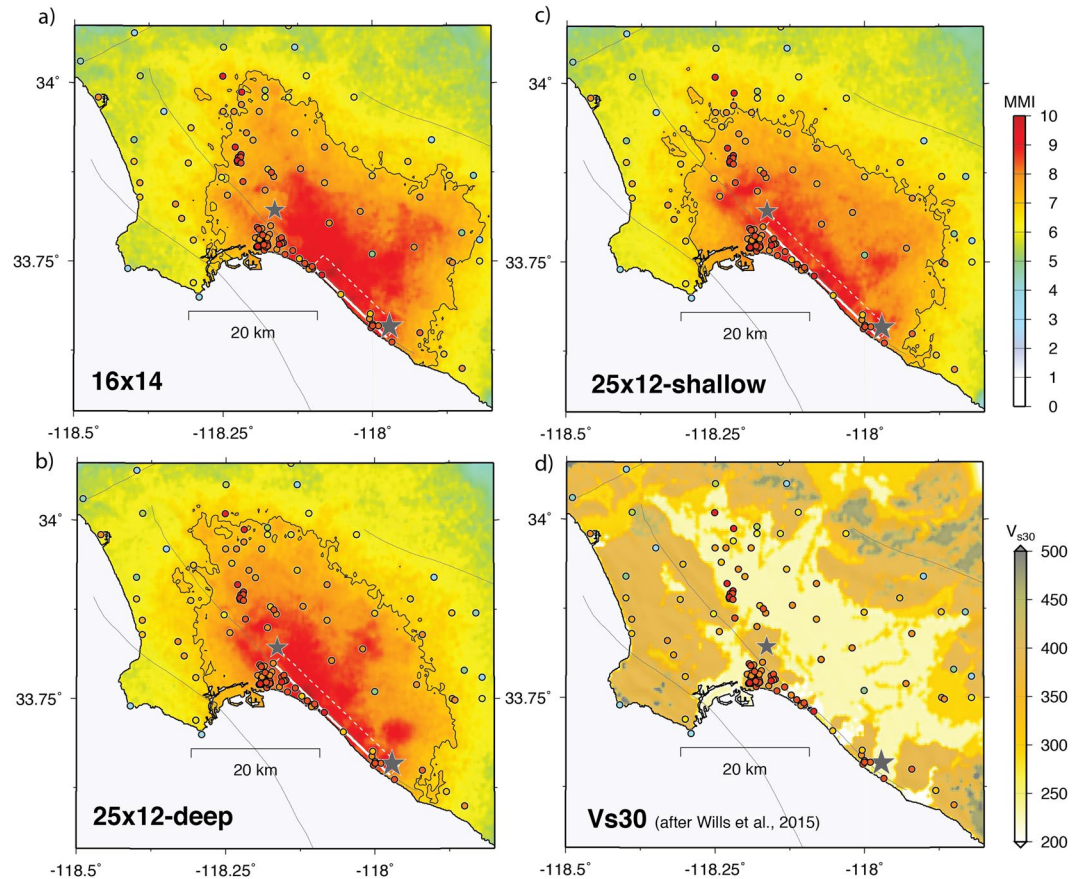 a)
34°
33.75°
20 km
16x14
-118.5°
-118.25°
-118°
c)
34°
33.75°
20 km
25x12-shallow
-118.5°
-118.25°
-118°
MMI
10
9
8
7
6
5
4
3
2
1
0
b)
34°
33.75°
20 km
25x12-deep
-118.5°
-118.25°
-118°
d)
34°
33.75°
20 km
Vs30 (after Wills et al., 2015)
-118.5°
-118.25°
-118°
Vs30
500
450
400
350
300
250
200